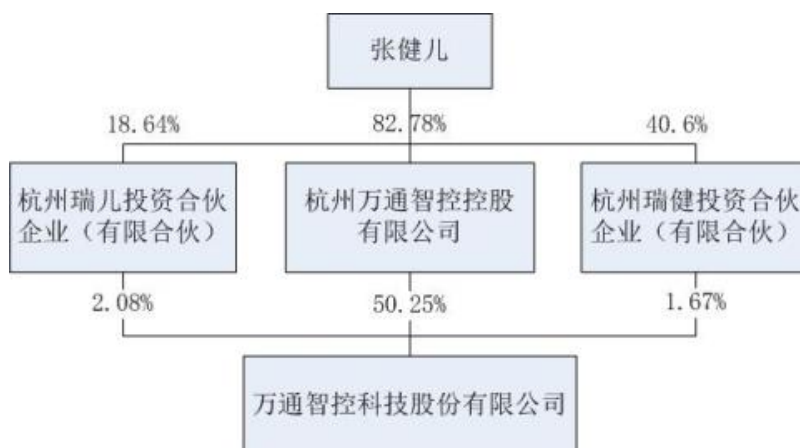 张健儿
18.64%
82.78%
40.6%
杭州瑞儿投资合伙
企业（有限合伙）
杭州万通智控控股
有限公司
杭州瑞健投资合伙
企业（有限合伙）
2.08%
50.25%
1.67%
万通智控科技股份有限公司